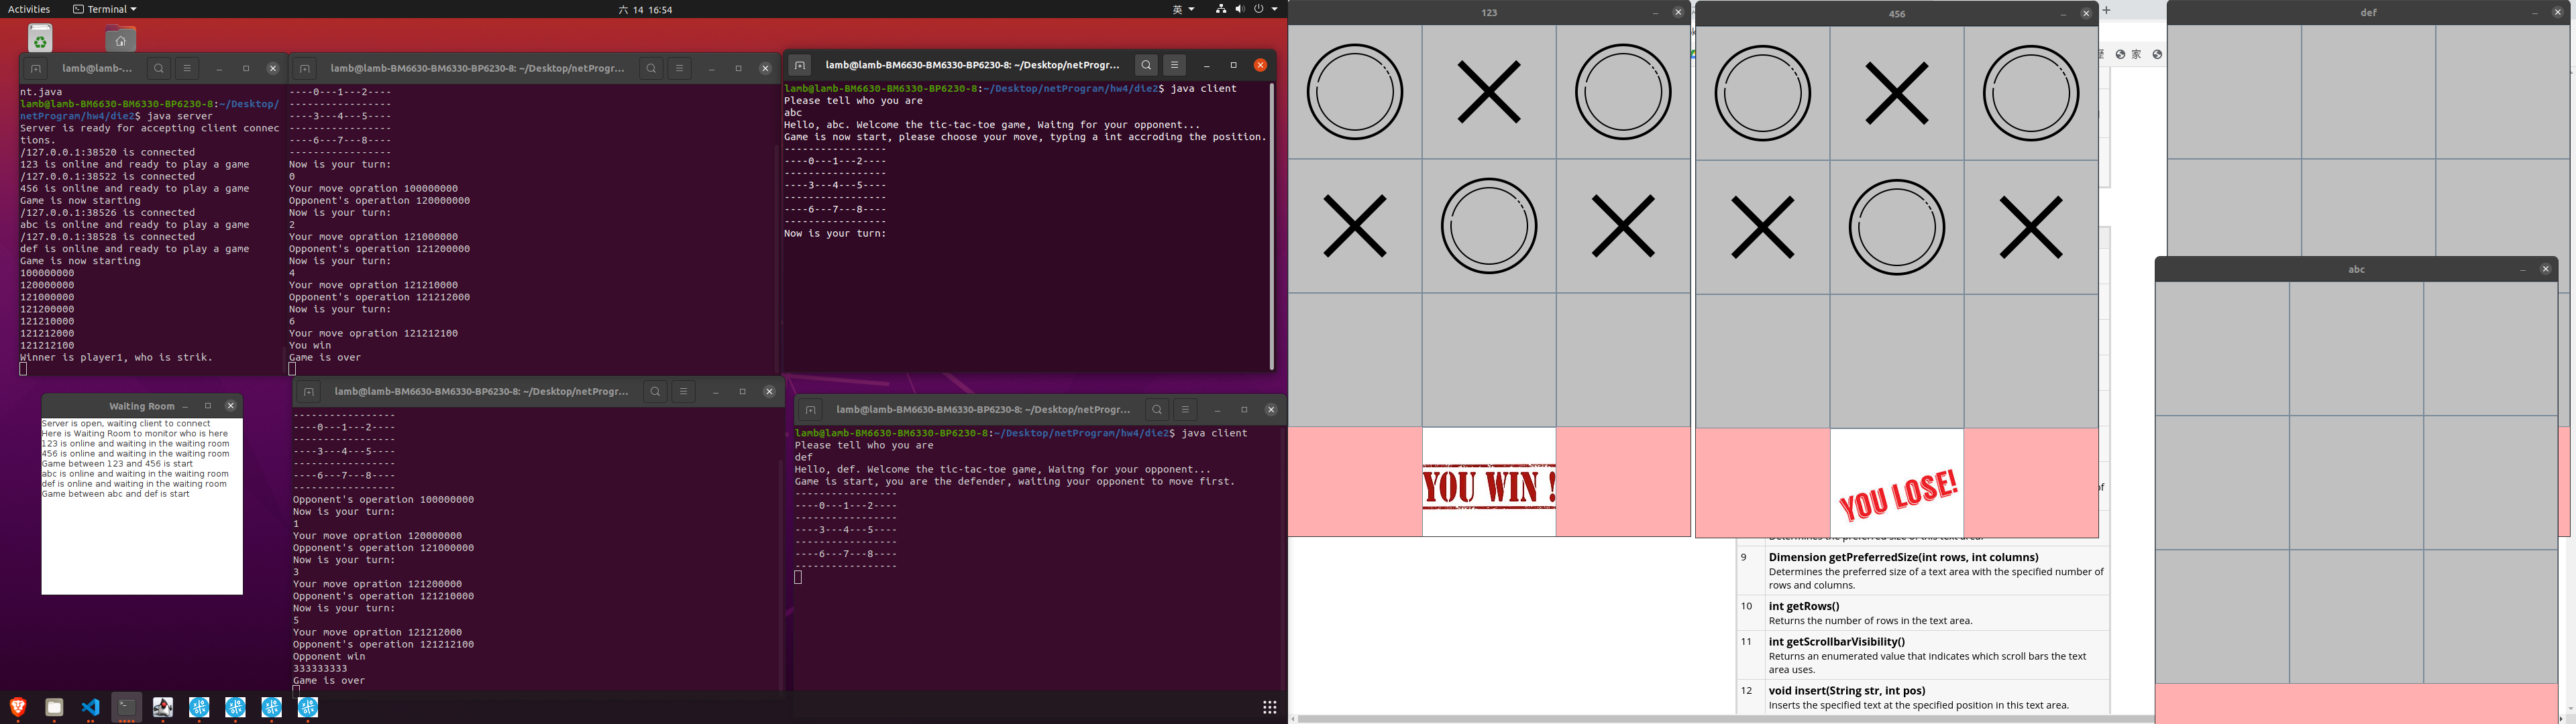 Activities
Terminal
六 14 16:54
英
lamb@lamb-...
nt.java
lamb@lamb-BM6630-BM6330-BP6230-8:~/Desktop/
netProgram/hw4/die2$ java server
Server is ready for accepting client connec
tions.
/127.0.0.1:38520 is connected
123 is online and ready to play a game
/127.0.0.1:38522 is connected
456 is online and ready to play a game
Game is now starting
/127.0.0.1:38526 is connected
abc is online and ready to play a game
/127.0.0.1:38528 is connected
def is online and ready to play a game
Game is now starting
100000000
120000000
121000000
121200000
121210000
121212000
121212100
Winner is player1, who is strik.
lamb@lamb-BM6630-BM6330-BP6230-8: ~/Desktop/netProgr...
----0---1---2----
-----------------
----3---4---5----
-----------------
----6---7---8----
-----------------
Now is your turn:
0
Your move opration 100000000
Opponent's operation 120000000
Now is your turn:
2
Your move opration 121000000
Opponent's operation 121200000
Now is your turn:
4
Your move opration 121210000
Opponent's operation 121212000
Now is your turn:
6
Your move opration 121212100
You win
Game is over
lamb@lamb-BM6630-BM6330-BP6230-8: ~/Desktop/netProgr...
lamb@lamb-BM6630-BM6330-BP6230-8:~/Desktop/netProgram/hw4/die2$ java client
Please tell who you are
abc
Hello, abc. Welcome the tic-tac-toe game, Waitng for your opponent...
Game is now start, please choose your move, typing a int accroding the position.
-----------------
----0---1---2----
-----------------
----3---4---5----
-----------------
----6---7---8----
-----------------
Now is your turn:
Waiting Room
Server is open, waiting client to connect
Here is Waiting Room to monitor who is here
123 is online and waiting in the waiting room
456 is online and waiting in the waiting room
Game between 123 and 456 is start
abc is online and waiting in the waiting room
def is online and waiting in the waiting room
Game between abc and def is start
lamb@lamb-BM6630-BM6330-BP6230-8: ~/Desktop/netProgr...
-----------------
----0---1---2----
-----------------
----3---4---5----
-----------------
----6---7---8----
-----------------
Opponent's operation 100000000
Now is your turn:
1
Your move opration 120000000
Opponent's operation 121000000
Now is your turn:
3
Your move opration 121200000
Opponent's operation 121210000
Now is your turn:
5
Your move opration 121212000
Opponent's operation 121212100
Opponent win
333333333
Game is over
lamb@lamb-BM6630-BM6330-BP6230-8: ~/Desktop/netProgr...
lamb@lamb-BM6630-BM6330-BP6230-8:~/Desktop/netProgram/hw4/die2$ java client
Please tell who you are
def
Hello, def. Welcome the tic-tac-toe game, Waitng for your opponent...
Game is start, you are the defender, waiting your opponent to move first.
-----------------
----0---1---2----
-----------------
----3---4---5----
-----------------
----6---7---8----
-----------------
123
YOU WIN !
456
YOU LOSE!
def
abc
家
of
Determines the preferred size of this text area.
9 Dimension getPreferredSize(int rows, int columns)
Determines the preferred size of a text area with the specified number of
rows and columns.
10 int getRows()
Returns the number of rows in the text area.
11 int getScrollbarVisibility()
Returns an enumerated value that indicates which scroll bars the text
area uses.
12 void insert(String str, int pos)
Inserts the specified text at the specified position in this text area.